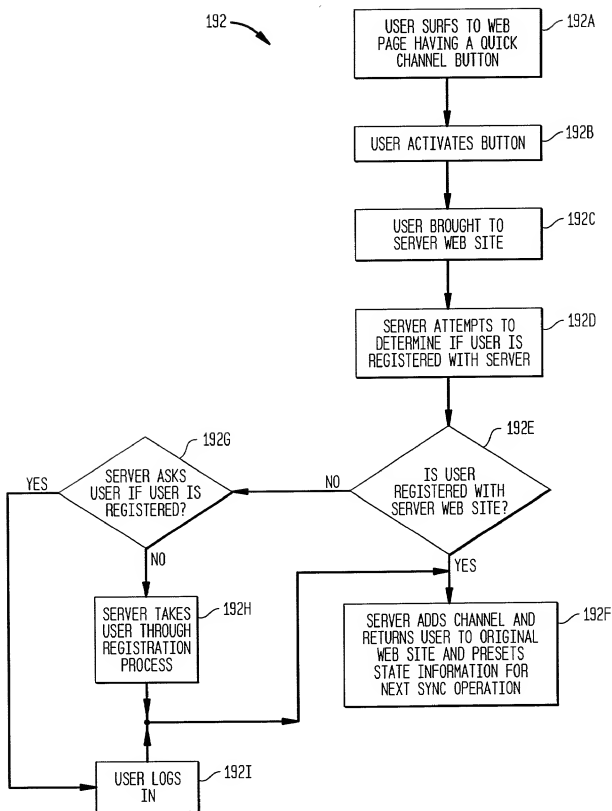 192
USER SURFS TO WEB
PAGE HAVING A QUICK
CHANNEL BUTTON
192A
USER ACTIVATES BUTTON
192B
USER BROUGHT TO
SERVER WEB SITE
192C
SERVER ATTEMPTS TO
DETERMINE IF USER IS
REGISTERED WITH SERVER
192D
IS USER
REGISTERED WITH
SERVER WEB SITE?
192E
NO
YES
SERVER ASKS
USER IF USER IS
REGISTERED?
192G
YES
NO
SERVER TAKES
USER THROUGH
REGISTRATION
PROCESS
192H
SERVER ADDS CHANNEL AND
RETURNS USER TO ORIGINAL
WEB SITE AND PRESETS
STATE INFORMATION FOR
NEXT SYNC OPERATION
192F
USER LOGS
IN
192I